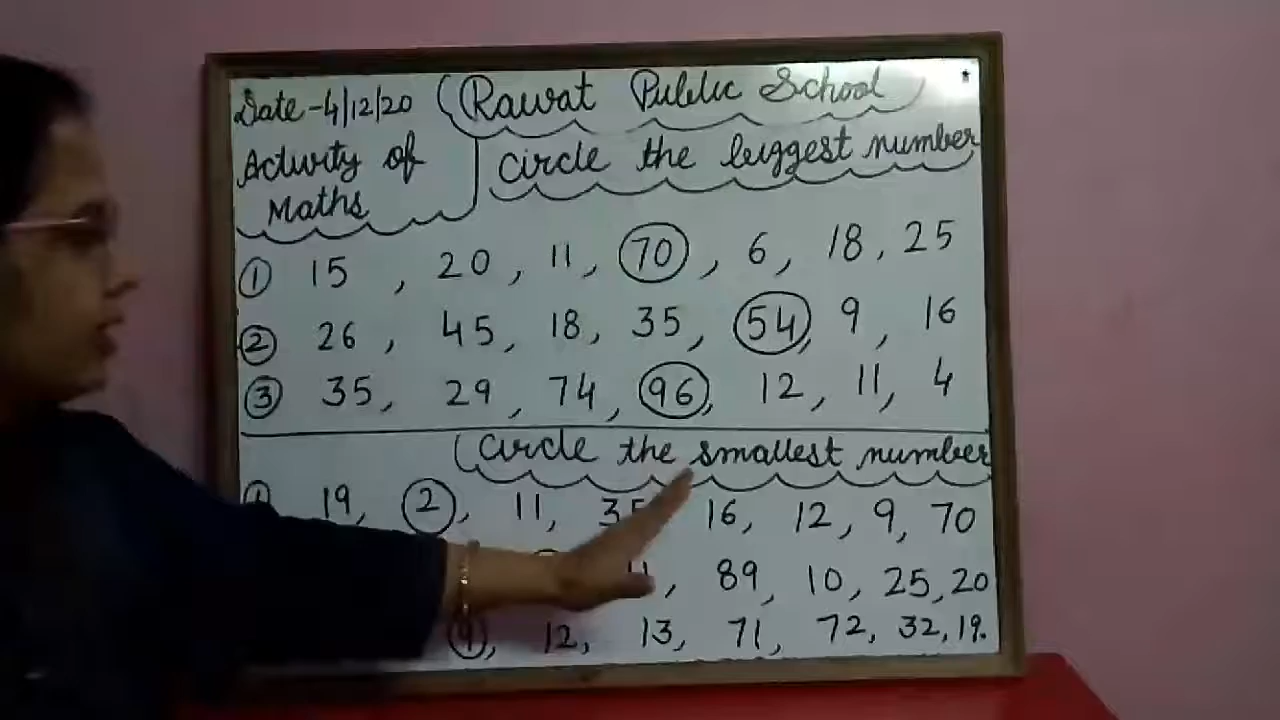 Date - 4/12/20 (Rawat Public School)
Activity of Maths
Circle the biggest number
① 15 , 20 , 11 , 70 , 6 , 18 , 25
② 26 , 45 , 18 , 35 , 54 , 9 , 16
③ 35 , 29 , 74 , 96 , 12 , 11 , 4
(Circle the smallest number
① 19 , 2 , 11 , 35 16 , 12 , 9 , 70
, 89 , 10 , 25 , 20
, 12 , 13 , 71 , 72 , 32 , 19.